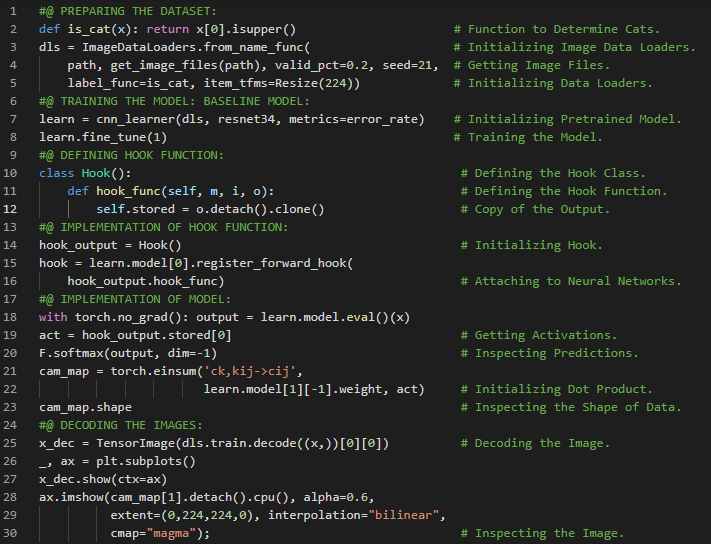 1 #@ PREPARING THE DATASET:
2 def is_cat(x): return x[0].isupper() # Function to Determine Cats.
3 dls = ImageDataLoaders.from_name_func( # Initializing Image Data Loaders.
4 path, get_image_files(path), valid_pct=0.2, seed=21, # Getting Image Files.
5 label_func=is_cat, item_tfms=Resize(224)) # Initializing Data Loaders.
6 #@ TRAINING THE MODEL: BASELINE MODEL:
7 learn = cnn_learner(dls, resnet34, metrics=error_rate) # Initializing Pretrained Model.
8 learn.fine_tune(1) # Training the Model.
9 #@ DEFINING HOOK FUNCTION:
10 class Hook(): # Defining the Hook Class.
11 def hook_func(self, m, i, o): # Defining the Hook Function.
12 self.stored = o.detach().clone() # Copy of the Output.
13 #@ IMPLEMENTATION OF HOOK FUNCTION:
14 hook_output = Hook() # Initializing Hook.
15 hook = learn.model[0].register_forward_hook(
16 hook_output.hook_func) # Attaching to Neural Networks.
17 #@ IMPLEMENTATION OF MODEL:
18 with torch.no_grad(): output = learn.model.eval()(x)
19 act = hook_output.stored[0] # Getting Activations.
20 F.softmax(output, dim=-1) # Inspecting Predictions.
21 cam_map = torch.einsum('ck,kij->cij',
22 learn.model[1][-1].weight, act) # Initializing Dot Product.
23 cam_map.shape # Inspecting the Shape of Data.
24 #@ DECODING THE IMAGES:
25 x_dec = TensorImage(dls.train.decode((x,))[0][0]) # Decoding the Image.
26 _, ax = plt.subplots()
27 x_dec.show(ctx=ax)
28 ax.imshow(cam_map[1].detach().cpu(), alpha=0.6,
29 extent=(0,224,224,0), interpolation="bilinear",
30 cmap="magma"); # Inspecting the Image.